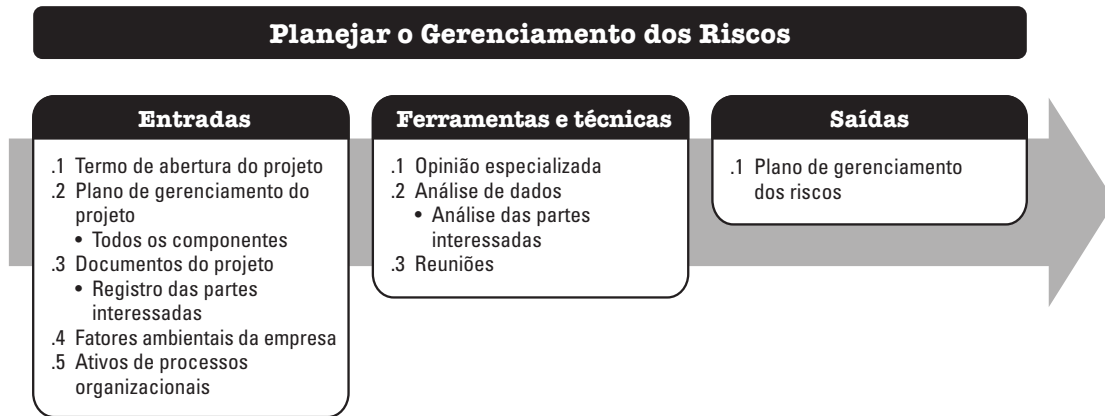 Planejar o Gerenciamento dos Riscos
Entradas
.1 Termo de abertura do projeto
.2 Plano de gerenciamento do
projeto
• Todos os componentes
.3 Documentos do projeto
• Registro das partes
interessadas
.4 Fatores ambientais da empresa
.5 Ativos de processos
organizacionais
Ferramentas e técnicas
.1 Opinião especializada
.2 Análise de dados
• Análise das partes
interessadas
.3 Reuniões
Saídas
.1 Plano de gerenciamento
dos riscos